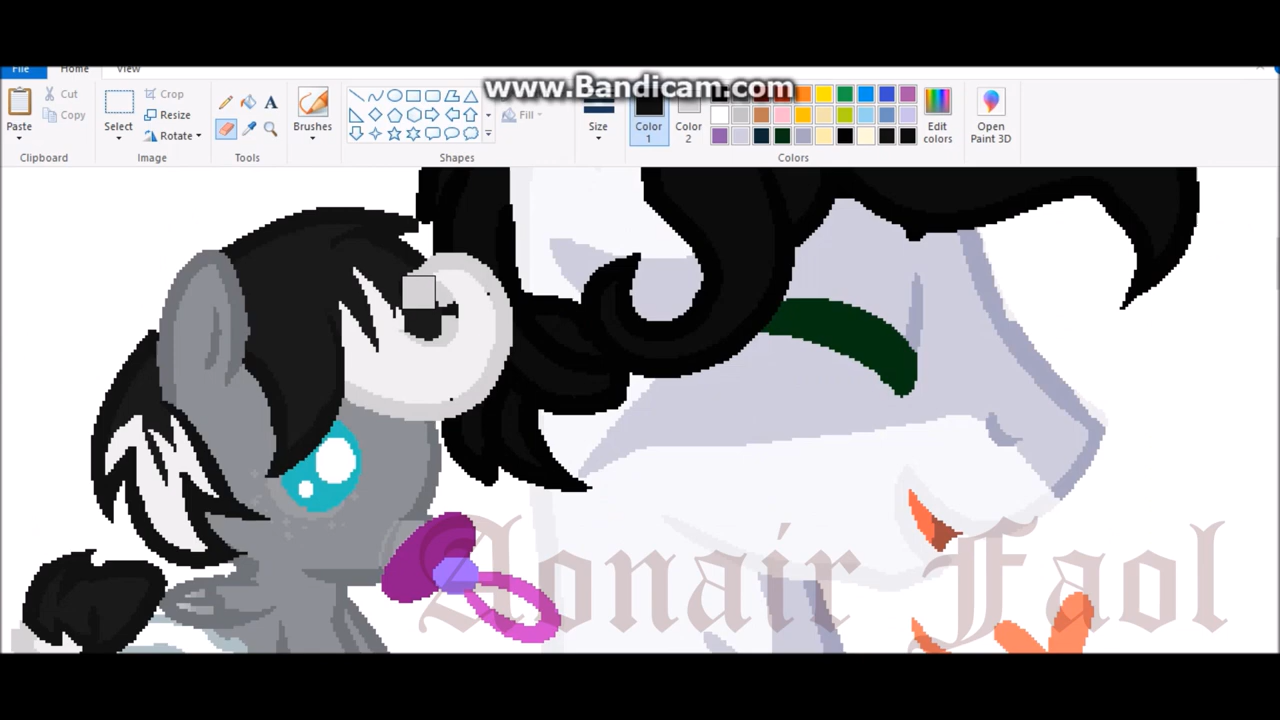 File Home View
www.Bandicam.com
Paste
Cut
Copy
Clipboard
Select
Crop
Resize
Rotate
Image
A
Tools
Brushes
Fill
Shapes
Size
Color
1
Color
2
Edit
colors
Colors
Open
Paint 3D
Aonair Faol